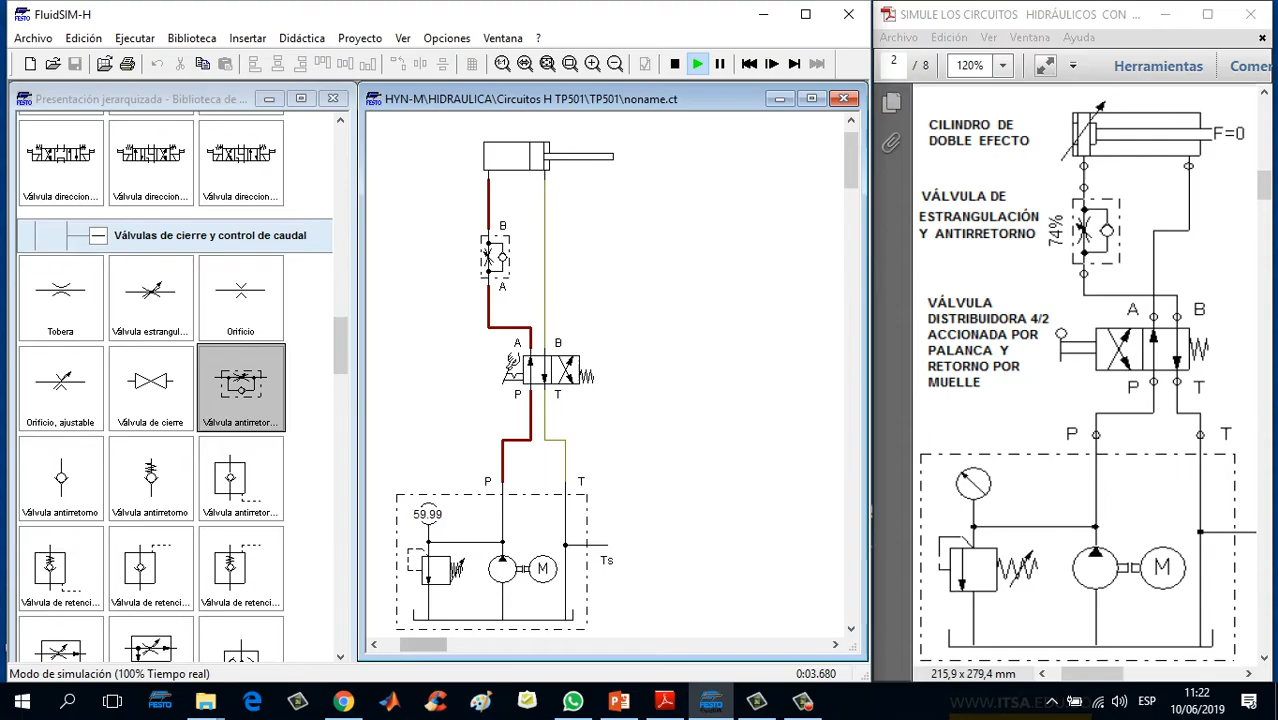 FluidSIM-H
Archivo Edición Ejecutar Biblioteca Insertar Didáctica Proyecto Ver Opciones Ventana ?
Presentación jerarquizada - Biblioteca de ...
Válvula direccion...
Válvula direccion...
Válvula direccion...
Válvulas de cierre y control de caudal
Tobera
Válvula estrangul...
Orificio
Orificio, ajustable
Válvula de cierre
Válvula antirretor...
Válvula antirretorno
Válvula antirretorno
Válvula antirretor...
Válvula de retenci...
Válvula de retenci...
Válvula de retenci...
HYN-M\HIDRAULICA\Circuitos H TP501\TP501\noname.ct
B
A
A B
P T
P T
59.99
M
Ts
Modo de simulación (100% Tiempo real)
0:03.680
SIMULE LOS CIRCUITOS HIDRÁULICOS CON ...
Archivo Edición Ver Ventana Ayuda
2 / 8 120% Herramientas Comer
CILINDRO DE
DOBLE EFECTO
F=0
VÁLVULA DE
ESTRANGULACIÓN
Y ANTIRRETORNO
74%
VÁLVULA
DISTRIBUIDORA 4/2
ACCIONADA POR
PALANCA Y
RETORNO POR
MUELLE
A B
P T
P T
M
215,9 x 279,4 mm
FESTO
FESTO
ESP
11:22
10/06/2019